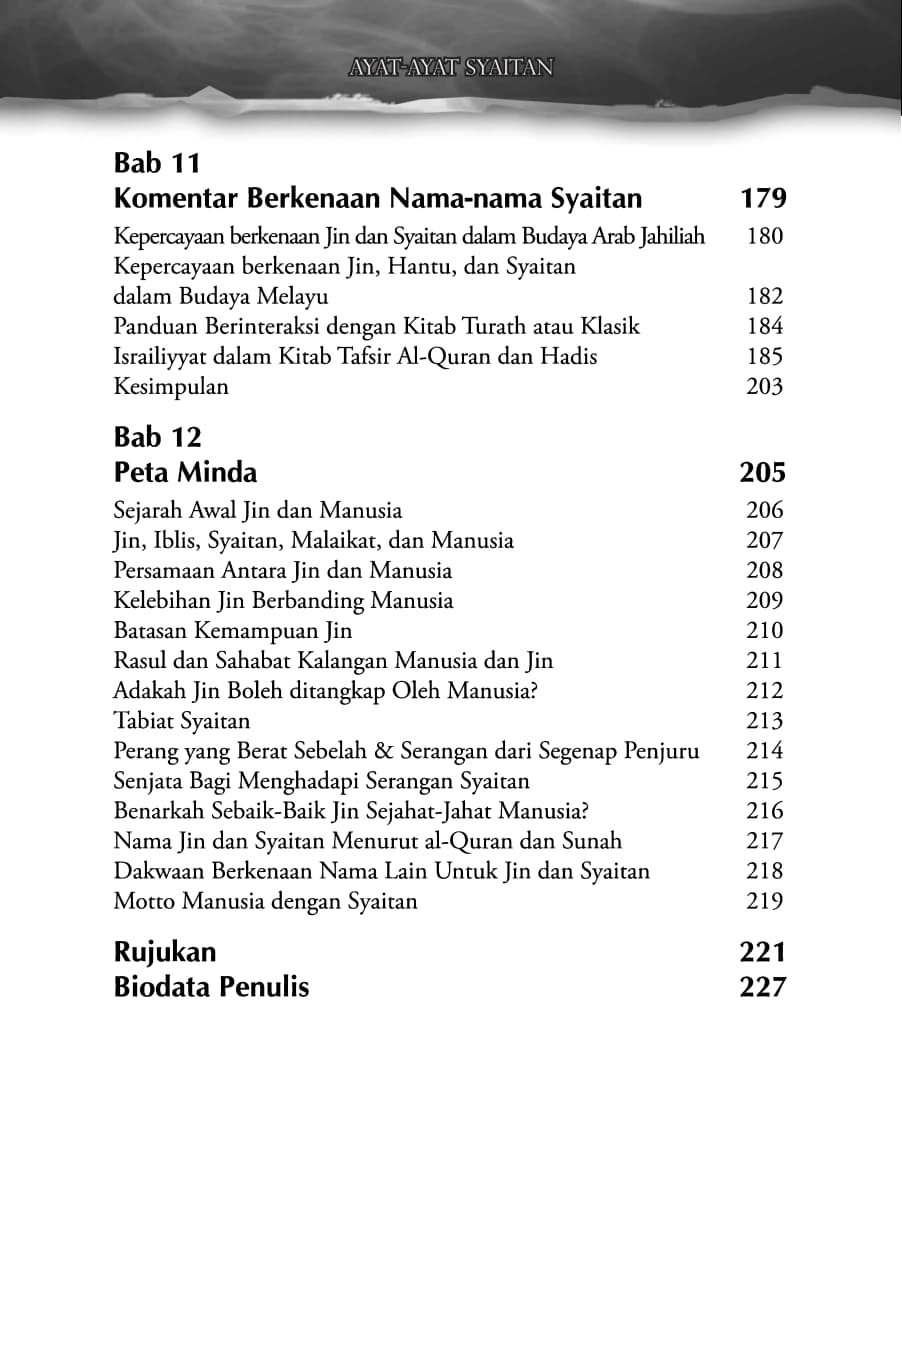 AYAT-AYAT SYAITAN
Bab 11
Komentar Berkenaan Nama-nama Syaitan 179
Kepercayaan berkenaan Jin dan Syaitan dalam Budaya Arab Jahiliah 180
Kepercayaan berkenaan Jin, Hantu, dan Syaitan
dalam Budaya Melayu 182
Panduan Berinteraksi dengan Kitab Turath atau Klasik 184
Israiliyyat dalam Kitab Tafsir Al-Quran dan Hadis 185
Kesimpulan 203
Bab 12
Peta Minda 205
Sejarah Awal Jin dan Manusia 206
Jin, Iblis, Syaitan, Malaikat, dan Manusia 207
Persamaan Antara Jin dan Manusia 208
Kelebihan Jin Berbanding Manusia 209
Batasan Kemampuan Jin 210
Rasul dan Sahabat Kalangan Manusia dan Jin 211
Adakah Jin Boleh ditangkap Oleh Manusia? 212
Tabiat Syaitan 213
Perang yang Berat Sebelah & Serangan dari Segenap Penjuru 214
Senjata Bagi Menghadapi Serangan Syaitan 215
Benarkah Sebaik-Baik Jin Sejahat-Jahat Manusia? 216
Nama Jin dan Syaitan Menurut al-Quran dan Sunah 217
Dakwaan Berkenaan Nama Lain Untuk Jin dan Syaitan 218
Motto Manusia dengan Syaitan 219
Rujukan 221
Biodata Penulis 227